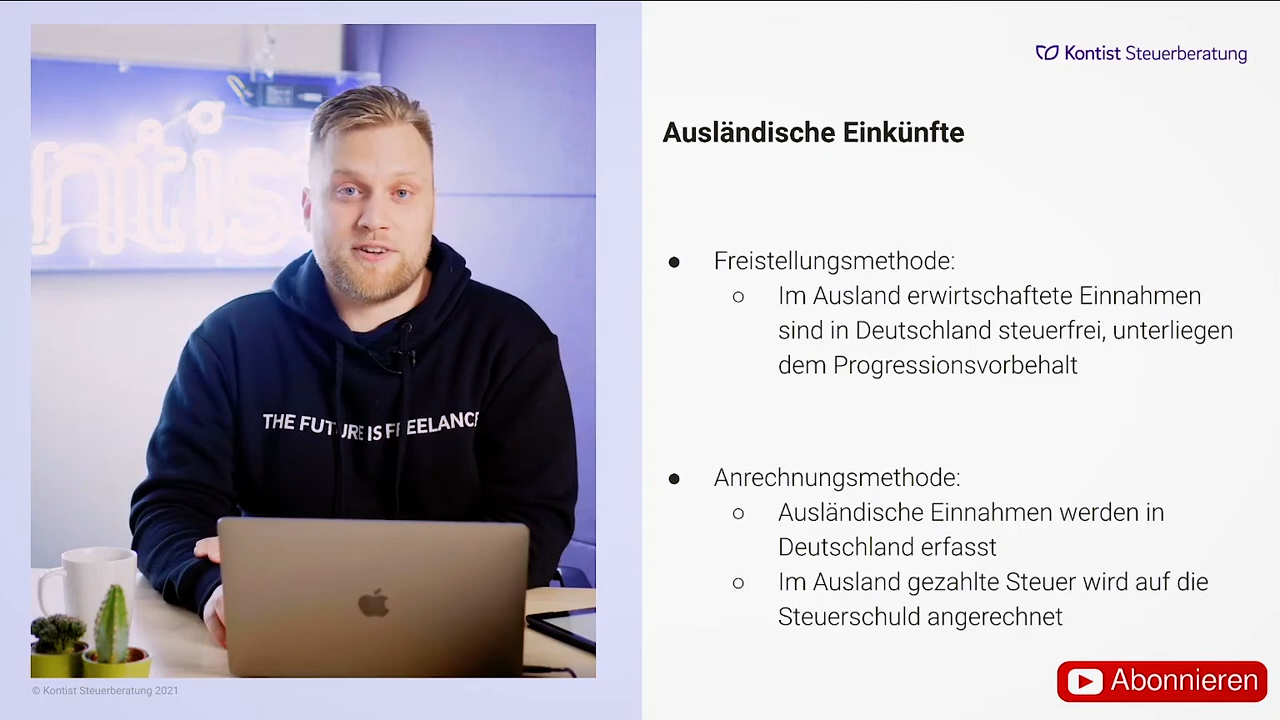 Kontist Steuerberatung
Ausländische Einkünfte
● Freistellungsmethode:
○ Im Ausland erwirtschaftete Einnahmen
sind in Deutschland steuerfrei, unterliegen
dem Progressionsvorbehalt
● Anrechnungsmethode:
○ Ausländische Einnahmen werden in
Deutschland erfasst
○ Im Ausland gezahlte Steuer wird auf die
Steuerschuld angerechnet
THE FUTURE IS FREELANCE
© Kontist Steuerberatung 2021
Abonnieren